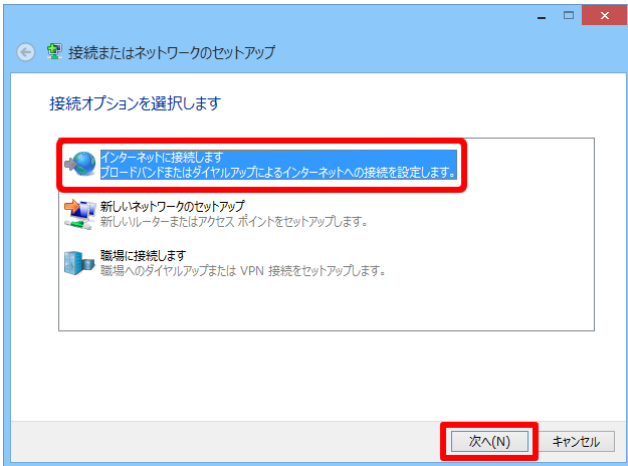 接続またはネットワークのセットアップ
接続オプションを選択します
インターネットに接続します
ブロードバンドまたはダイヤルアップによるインターネットへの接続を設定します。
新しいネットワークのセットアップ
新しいルーターまたはアクセス ポイントをセットアップします。
職場に接続します
職場へのダイヤルアップまたは VPN 接続をセットアップします。
次へ(N)
キャンセル